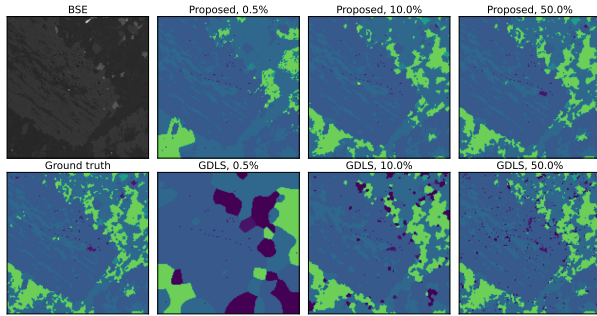 BSE
Proposed, 0.5%
Proposed, 10.0%
Proposed, 50.0%
Ground truth
GDLS, 0.5%
GDLS, 10.0%
GDLS, 50.0%